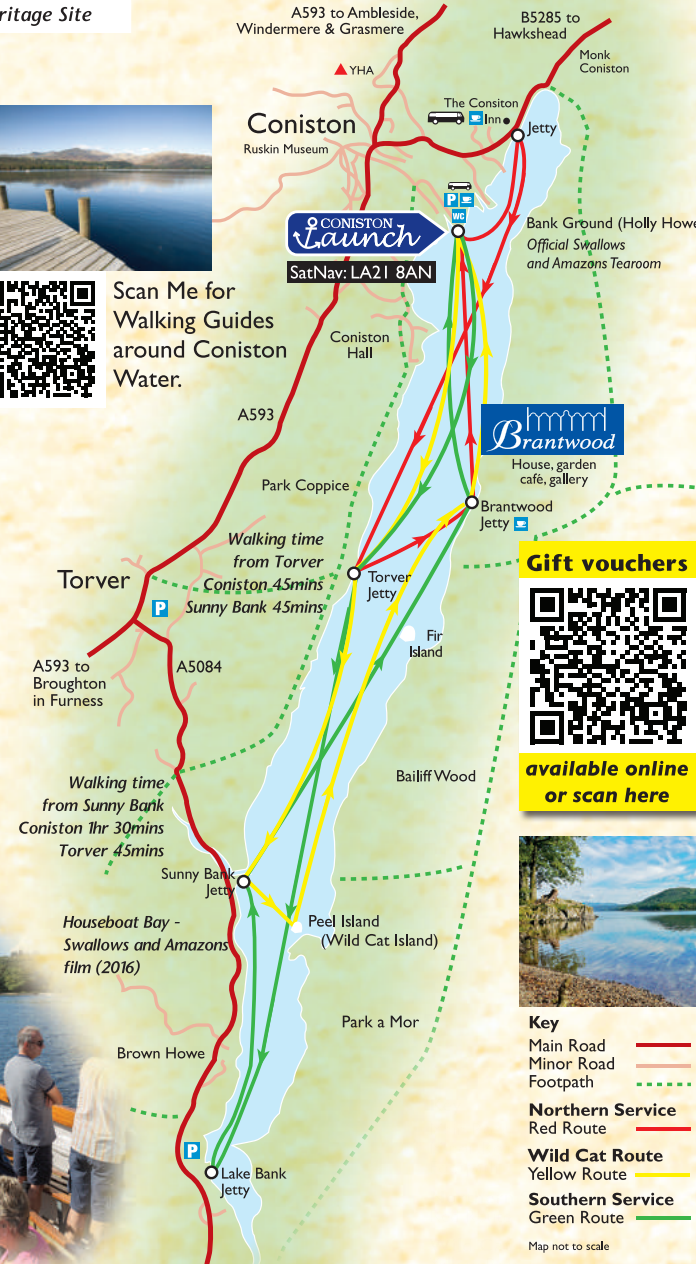 ritage Site
A593 to Ambleside,
Windermere & Grasmere
B5285 to
Hawkshead
Monk
Coniston
YHA
The Consiton
Inn
Jetty
Coniston
Ruskin Museum
P
WC
CONISTON
Launch
SatNav: LA21 8AN
Bank Ground (Holly Howe
Official Swallows
and Amazons Tearoom
Scan Me for
Walking Guides
around Coniston
Water.
Coniston
Hall
A593
Brantwood
House, garden
café, gallery
Park Coppice
Brantwood
Jetty
Walking time
from Torver
Coniston 45mins
Sunny Bank 45mins
Torver
P
Torver
Jetty
Gift vouchers
available online
or scan here
Fir
Island
A593 to
Broughton
in Furness
A5084
Bailiff Wood
Walking time
from Sunny Bank
Coniston 1hr 30mins
Torver 45mins
Sunny Bank
Jetty
Houseboat Bay -
Swallows and Amazons
film (2016)
Peel Island
(Wild Cat Island)
Park a Mor
Brown Howe
P
Lake Bank
Jetty
Key
Main Road
Minor Road
Footpath
Northern Service
Red Route
Wild Cat Route
Yellow Route
Southern Service
Green Route
Map not to scale